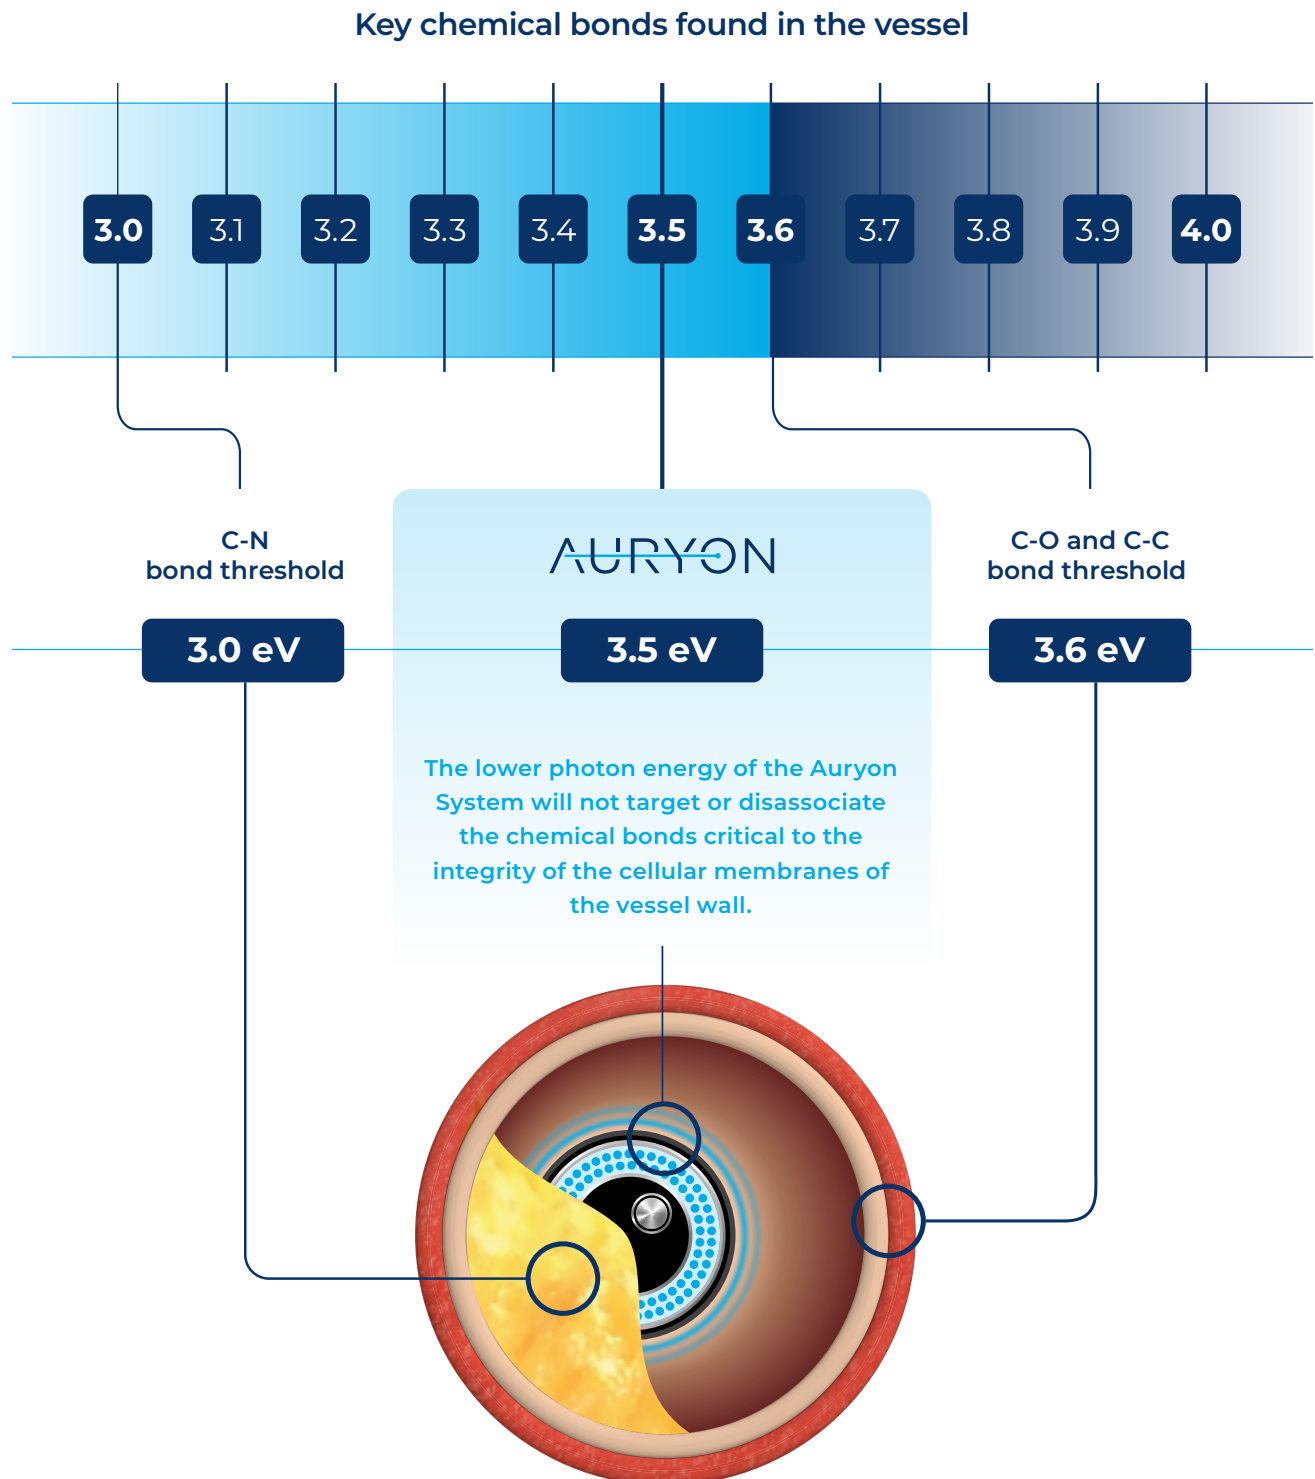 Key chemical bonds found in the vessel
3.0 3.1 3.2 3.3 3.4 3.5 3.6 3.7 3.8 3.9 4.0
C-N
bond threshold
3.0 eV
AURYON
3.5 eV
The lower photon energy of the Auryon
System will not target or disassociate
the chemical bonds critical to the
integrity of the cellular membranes of
the vessel wall.
C-O and C-C
bond threshold
3.6 eV